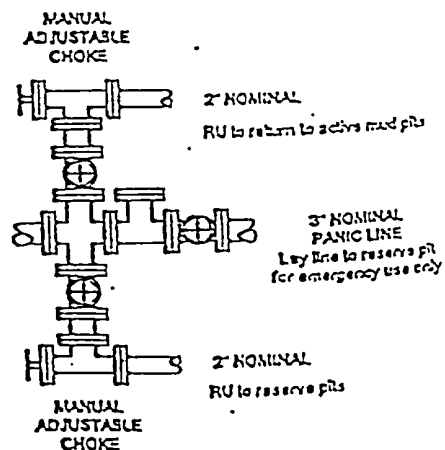 MANUAL
ADJUSTABLE
CHOKE
2" NOMINAL
RU to return to active mud pits
3" NOMINAL
PANIC LINE
Lay line to reserve pit
for emergency use only
2" NOMINAL
RU to reserve pits
MANUAL
ADJUSTABLE
CHOKE